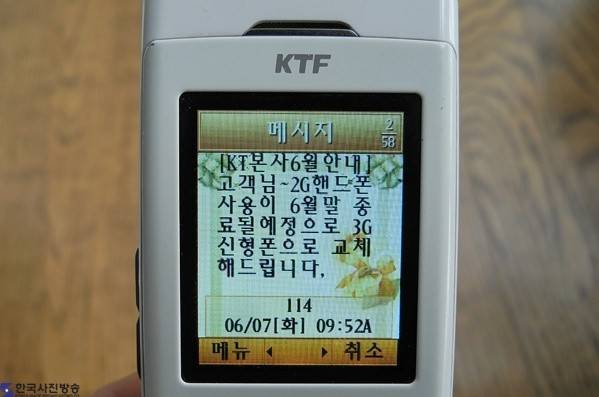 KTF
메시지 2/58
[KT본사6월안내]
고객님~2G핸드폰
사용이 6월말 종
료될예정으로 3G
신형폰으로 교체
해드립니다,
114
06/07[화] 09:52A
메뉴 취소
한국사진방송